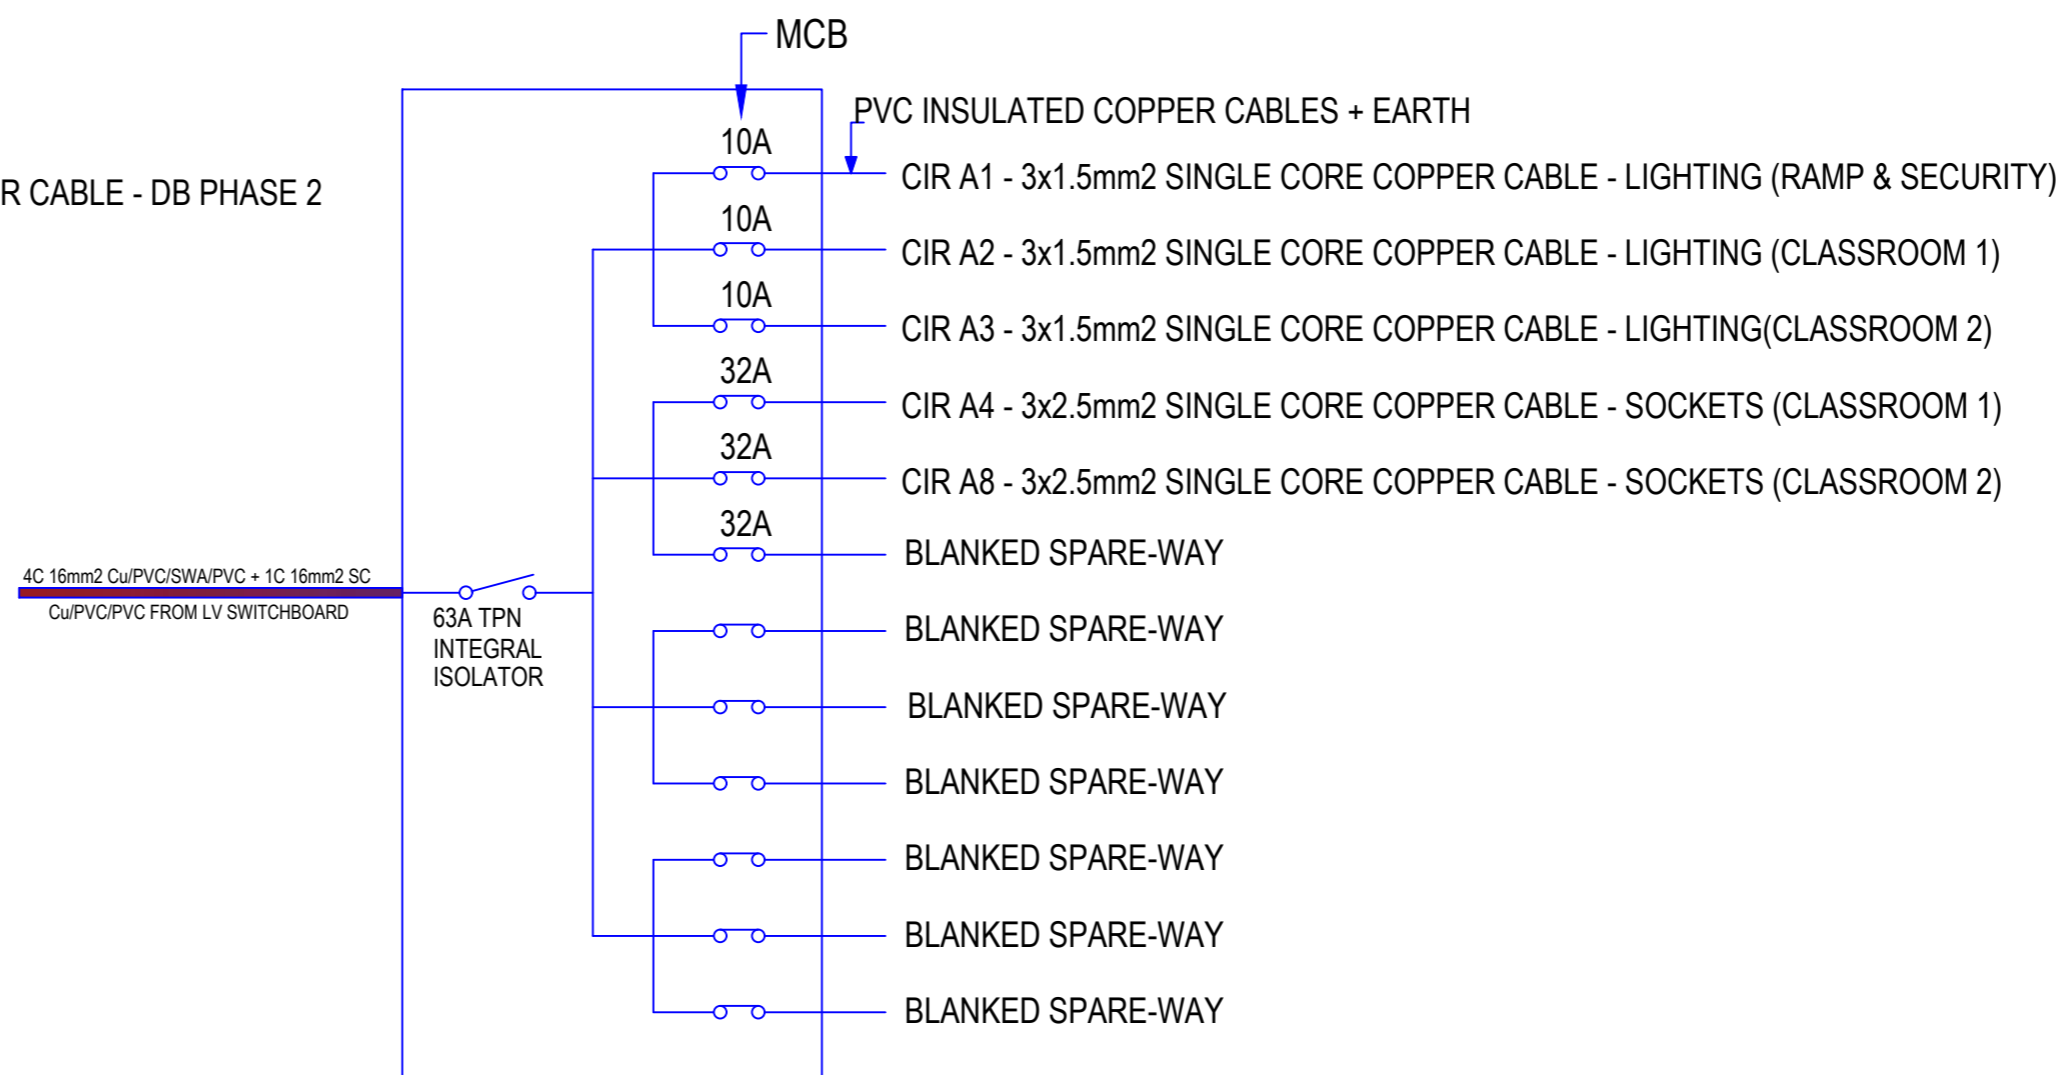 MCB
PVC INSULATED COPPER CABLES + EARTH
10A
CIR A1 - 3x1.5mm2 SINGLE CORE COPPER CABLE - LIGHTING (RAMP & SECURITY)
R CABLE - DB PHASE 2
10A
CIR A2 - 3x1.5mm2 SINGLE CORE COPPER CABLE - LIGHTING (CLASSROOM 1)
10A
CIR A3 - 3x1.5mm2 SINGLE CORE COPPER CABLE - LIGHTING(CLASSROOM 2)
32A
CIR A4 - 3x2.5mm2 SINGLE CORE COPPER CABLE - SOCKETS (CLASSROOM 1)
32A
CIR A8 - 3x2.5mm2 SINGLE CORE COPPER CABLE - SOCKETS (CLASSROOM 2)
32A
BLANKED SPARE-WAY
4C 16mm2 Cu/PVC/SWA/PVC + 1C 16mm2 SC
Cu/PVC/PVC FROM LV SWITCHBOARD
63A TPN
INTEGRAL
ISOLATOR
BLANKED SPARE-WAY
BLANKED SPARE-WAY
BLANKED SPARE-WAY
BLANKED SPARE-WAY
BLANKED SPARE-WAY
BLANKED SPARE-WAY